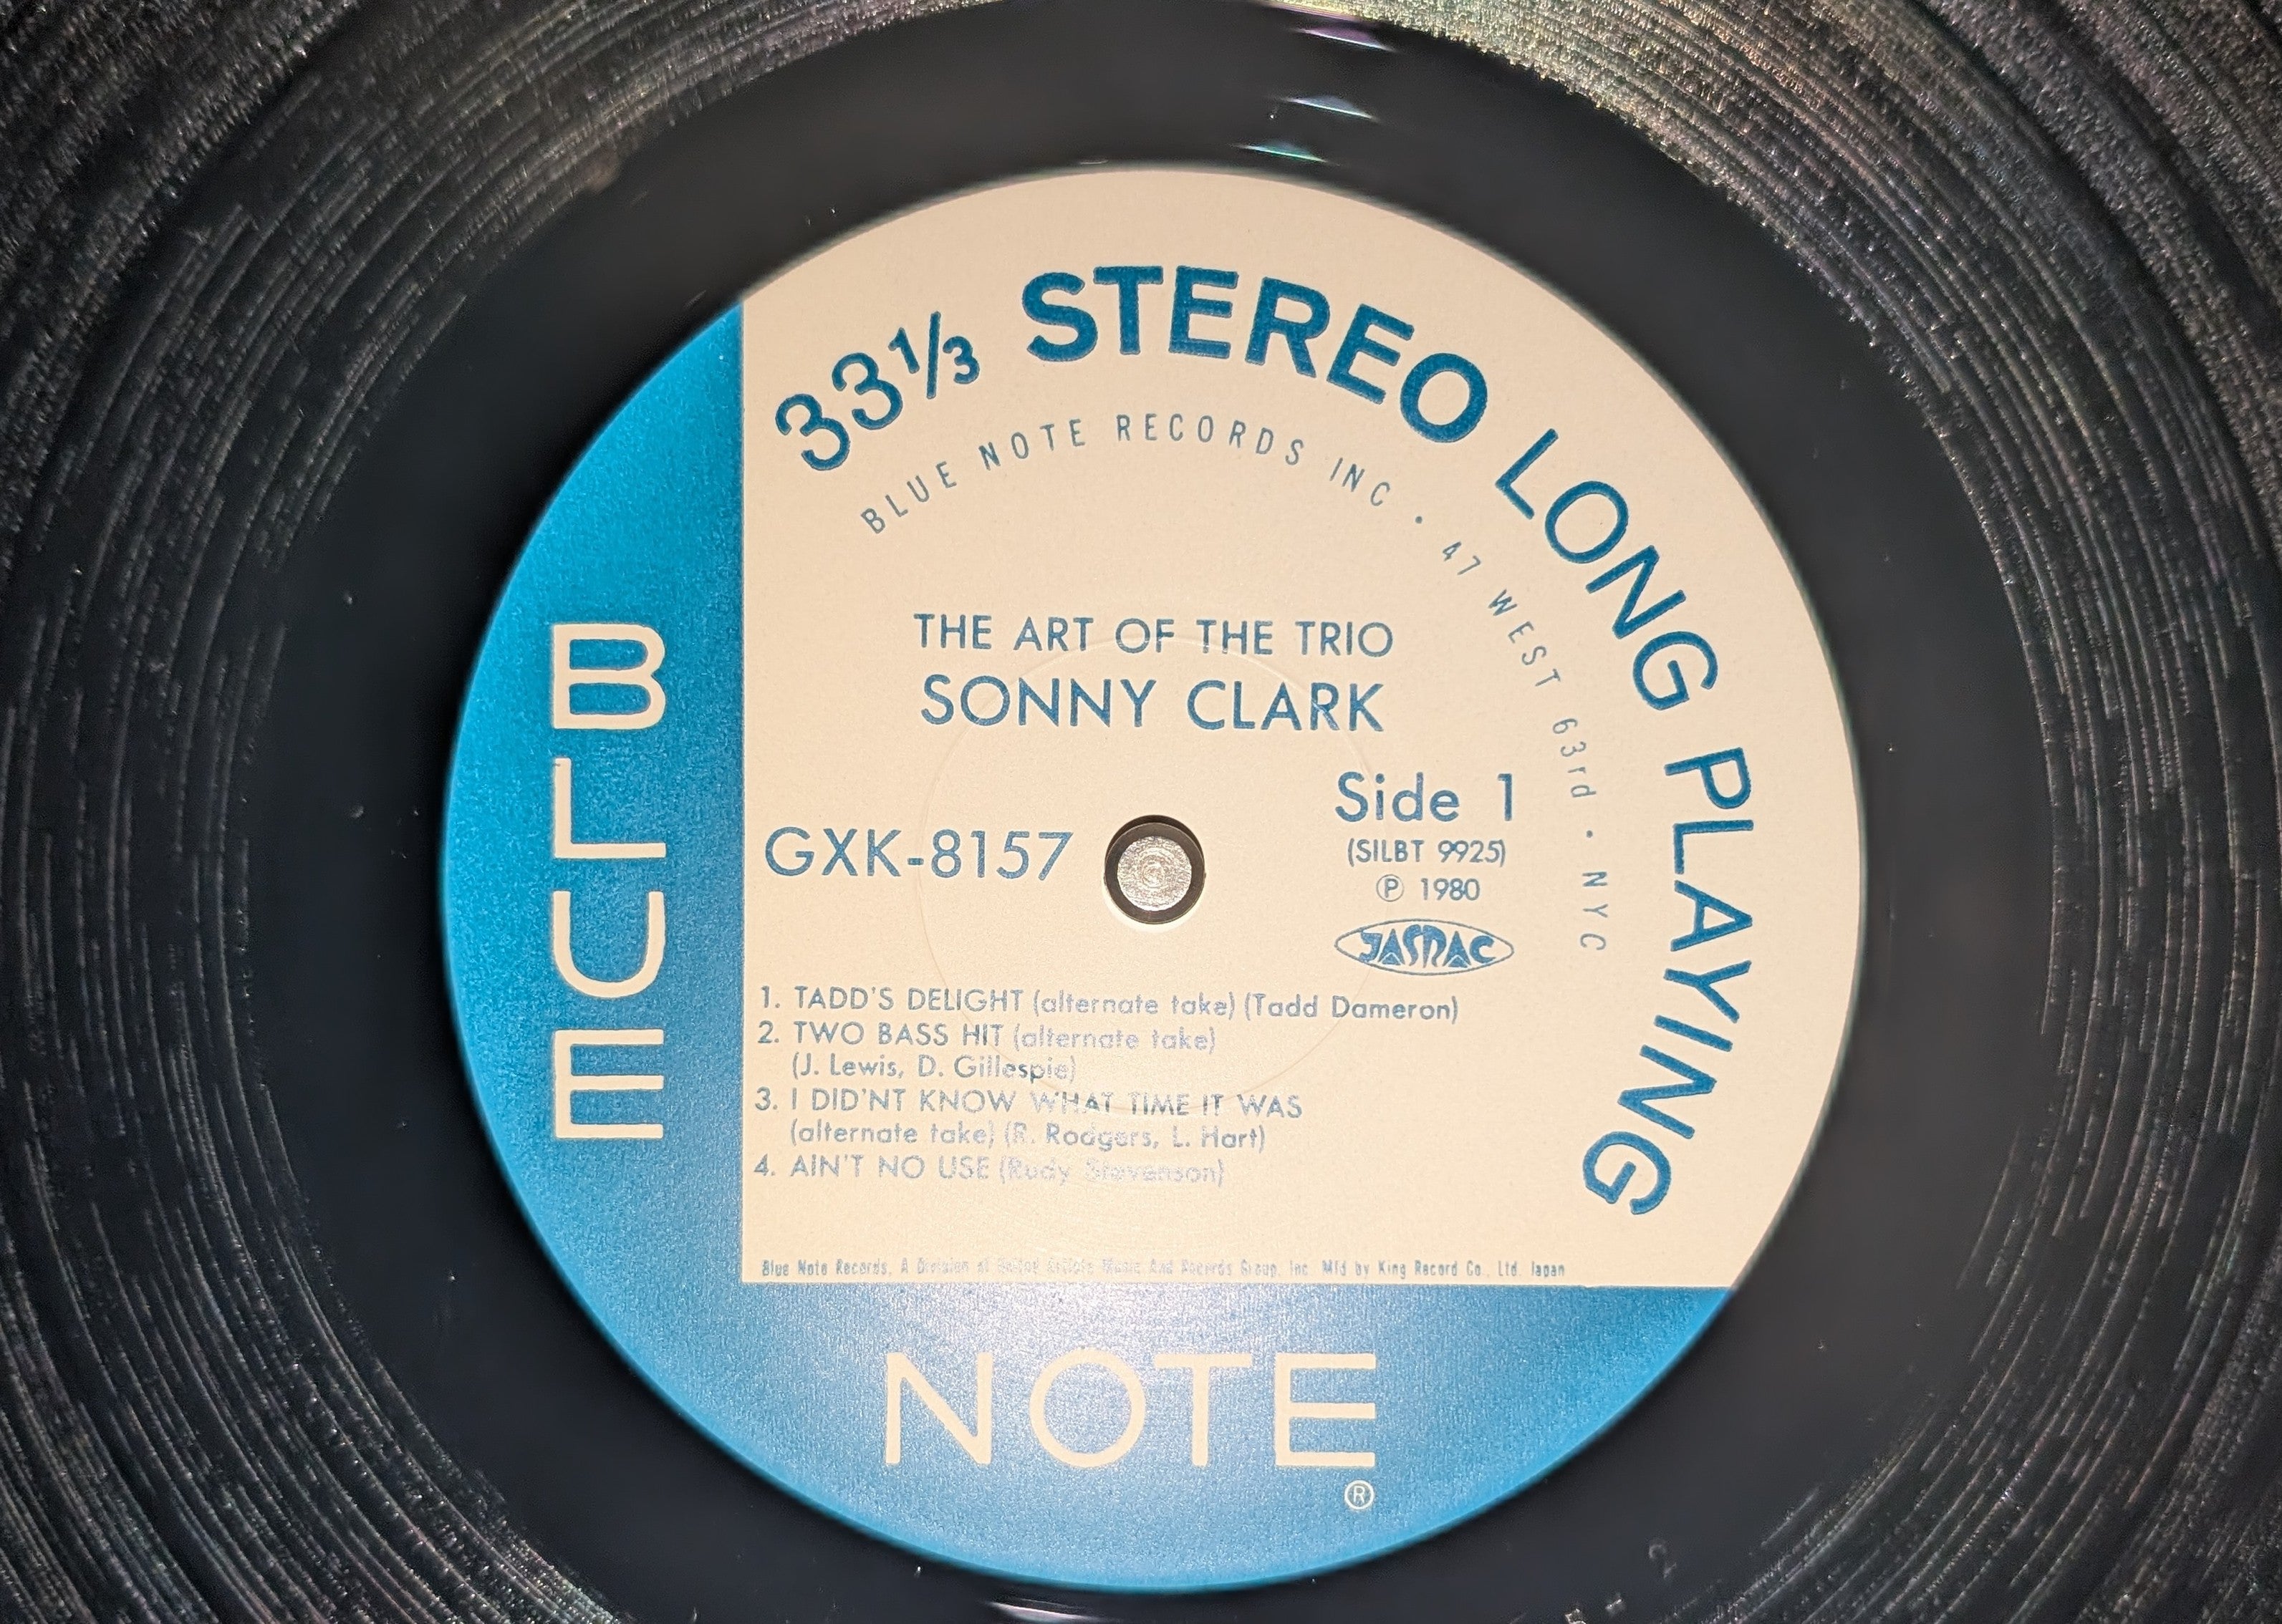 33⅓ STEREO LONG PLAYING
BLUE NOTE RECORDS INC · 47 WEST 63rd · NYC
THE ART OF THE TRIO
SONNY CLARK
GXK-8157
Side 1
(SILBT 9925)
℗ 1980
JASRAC
1. TADD'S DELIGHT (alternate take) (Tadd Dameron)
2. TWO BASS HIT (alternate take)
(J. Lewis, D. Gillespie)
3. I DID'NT KNOW WHAT TIME IT WAS
(alternate take) (R. Rodgers, L. Hart)
4. AIN'T NO USE (Rudy Stevenson)
Blue Note Records, A Division of United Artists Music And Records Group, Inc. Mfd by King Record Co., Ltd. Japan
BLUE
NOTE
®